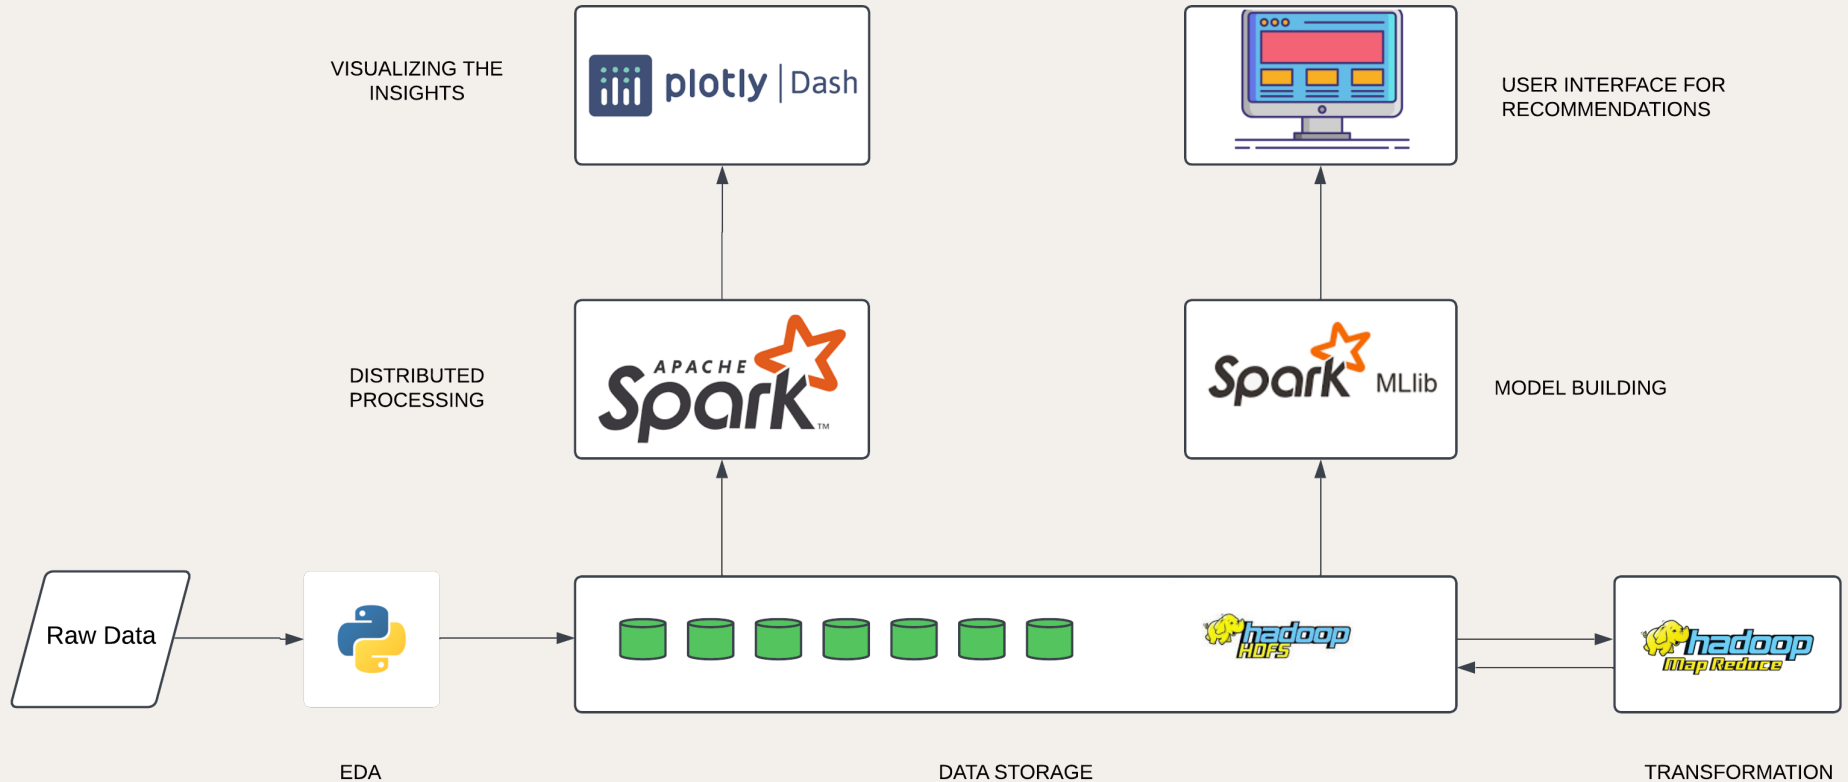 VISUALIZING THE
INSIGHTS
plotly | Dash
USER INTERFACE FOR
RECOMMENDATIONS
DISTRIBUTED
PROCESSING
APACHE
Spark™
Spark MLlib
MODEL BUILDING
Raw Data
hadoop
HDFS
hadoop
Map Reduce
EDA
DATA STORAGE
TRANSFORMATION